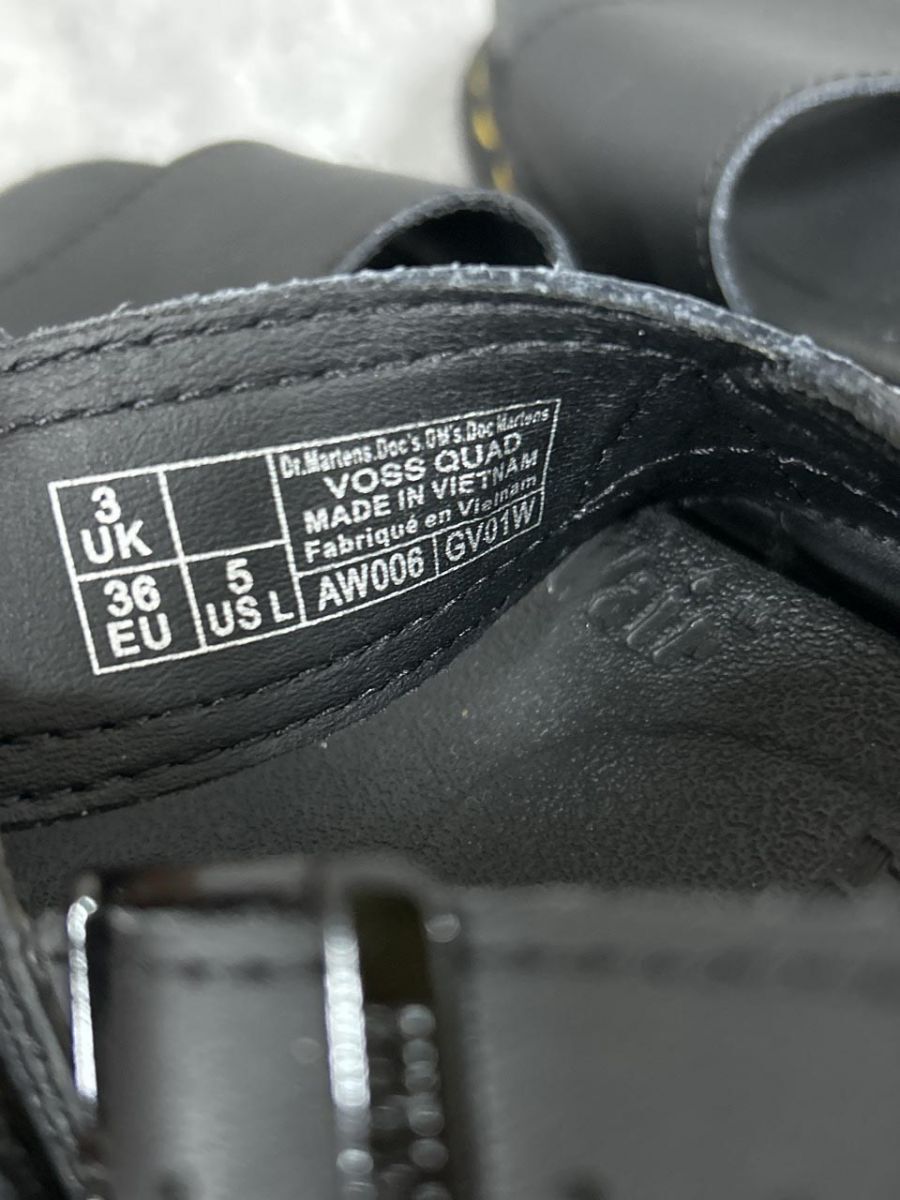 3
UK
36
EU
5
US L
Dr.Martens.Doc's.DM's.Doc Martens
VOSS QUAD
MADE IN VIETNAM
Fabriqué en Vietnam
AW006
GV01W